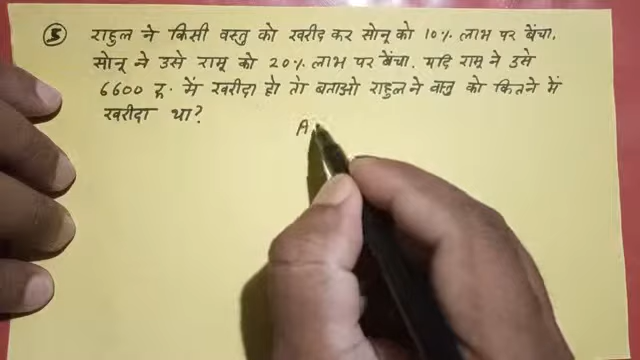 5 राहुल ने किसी वस्तु को खरीद कर सोनू को 10% लाभ पर बेंचा.
सोनू ने उसे रामू को 20% लाभ पर बेंचा. यदि रामू ने उसे
6600 रू. में खरीदा हो तो बताओ राहुल ने वस्तु को कितने में
खरीदा था?
A